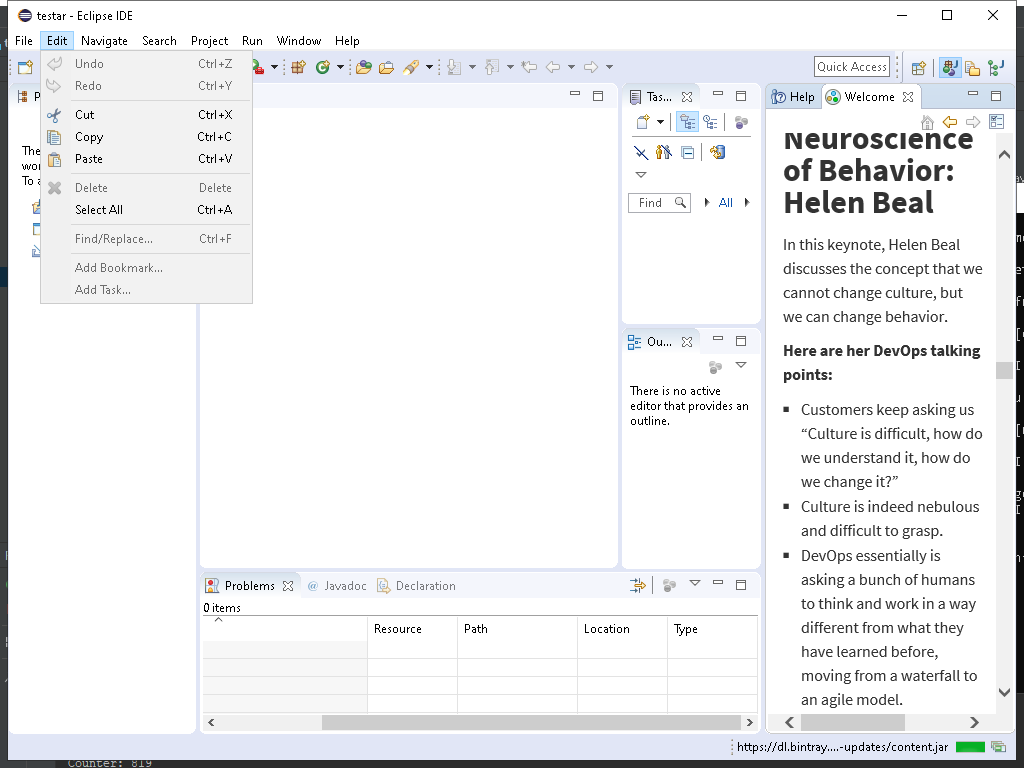 testar - Eclipse IDE
File Edit Navigate Search Project Run Window Help
Undo Ctrl+Z
Redo Ctrl+Y
Cut Ctrl+X
Copy Ctrl+C
Paste Ctrl+V
Delete Delete
Select All Ctrl+A
Find/Replace... Ctrl+F
Add Bookmark...
Add Task...
Quick Access
P
The
wor
To a
Tas...
Find
All
Ou...
There is no active
editor that provides an
outline.
Help Welcome
Neuroscience
of Behavior:
Helen Beal
In this keynote, Helen Beal
discusses the concept that we
cannot change culture, but
we can change behavior.
Here are her DevOps talking
points:
▪ Customers keep asking us
“Culture is difficult, how do
we understand it, how do
we change it?”
▪ Culture is indeed nebulous
and difficult to grasp.
▪ DevOps essentially is
asking a bunch of humans
to think and work in a way
different from what they
have learned before,
moving from a waterfall to
an agile model.
Problems @ Javadoc Declaration
0 items
Resource Path Location Type
https://dl.bintray....-updates/content.jar
Counter: 819